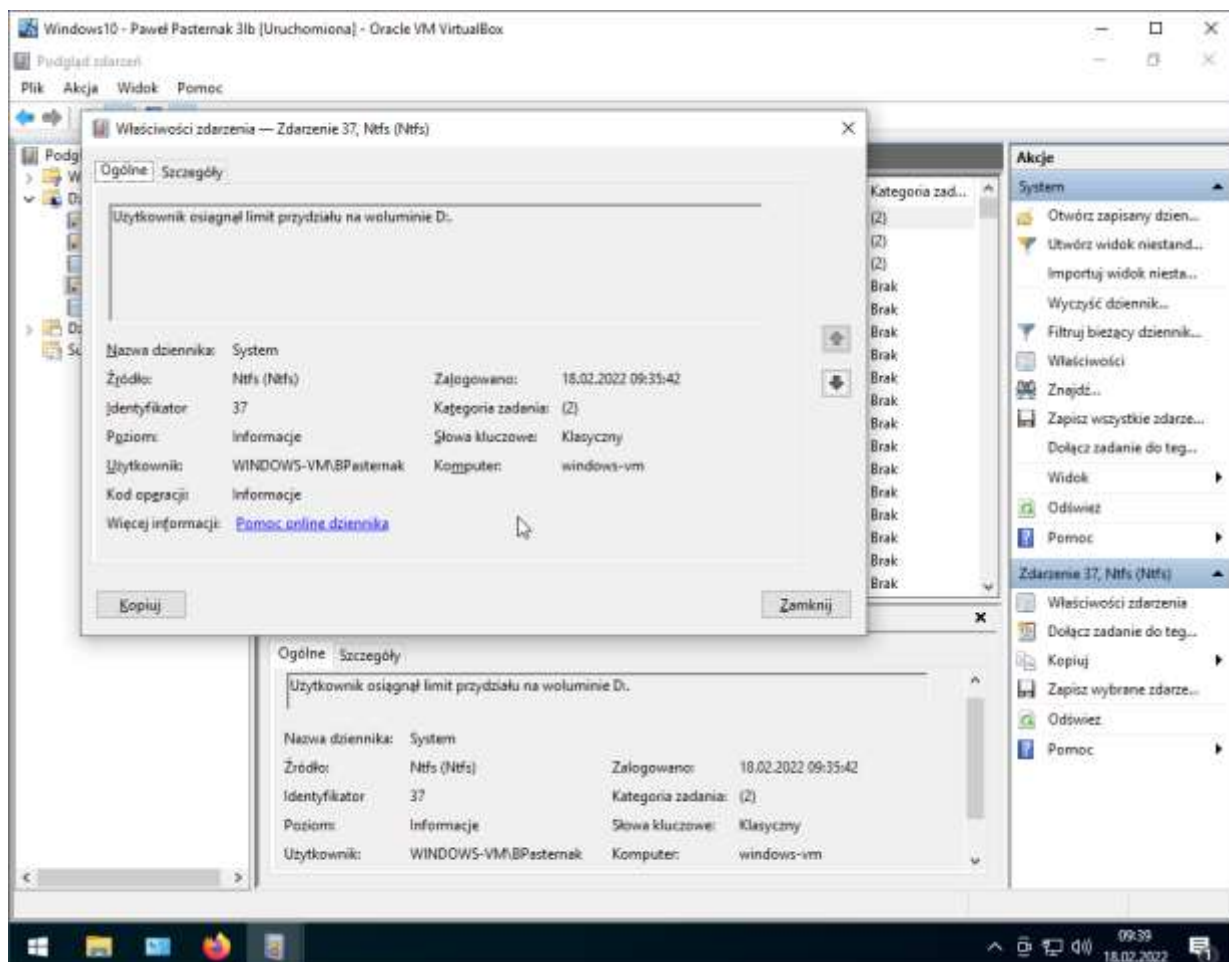 Windows10 - Paweł Pasternak 3lb [Uruchomiona] - Oracle VM VirtualBox
Podgląd zdarzeń
Plik Akcja Widok Pomoc
Właściwości zdarzenia — Zdarzenie 37, Ntfs (Ntfs)
Ogólne Szczegóły
Użytkownik osiągnął limit przydziału na woluminie D:.
Nazwa dziennika: System
Źródło: Ntfs (Ntfs) Zalogowano: 18.02.2022 09:35:42
Identyfikator 37 Kategoria zadania: (2)
Poziom: Informacje Słowa kluczowe: Klasyczny
Użytkownik: WINDOWS-VM\BPasternak Komputer: windows-vm
Kod operacji: Informacje
Więcej informacji: Pomoc online dziennika
Kopiuj Zamknij
Podg
W
Dz
Dz
Su
Kategoria zad...
(2)
(2)
(2)
Brak
Brak
Brak
Brak
Brak
Brak
Brak
Brak
Brak
Brak
Brak
Brak
Brak
Brak
Ogólne Szczegóły
Użytkownik osiągnął limit przydziału na woluminie D:.
Nazwa dziennika: System
Źródło: Ntfs (Ntfs) Zalogowano: 18.02.2022 09:35:42
Identyfikator 37 Kategoria zadania: (2)
Poziom: Informacje Słowa kluczowe: Klasyczny
Użytkownik: WINDOWS-VM\BPasternak Komputer: windows-vm
Akcje
System
Otwórz zapisany dzien...
Utwórz widok niestand...
Importuj widok niesta...
Wyczyść dziennik...
Filtruj bieżący dziennik...
Właściwości
Znajdź...
Zapisz wszystkie zdarze...
Dołącz zadanie do teg...
Widok
Odśwież
Pomoc
Zdarzenie 37, Ntfs (Ntfs)
Właściwości zdarzenia
Dołącz zadanie do teg...
Kopiuj
Zapisz wybrane zdarze...
Odśwież
Pomoc
09:39
18.02.2022